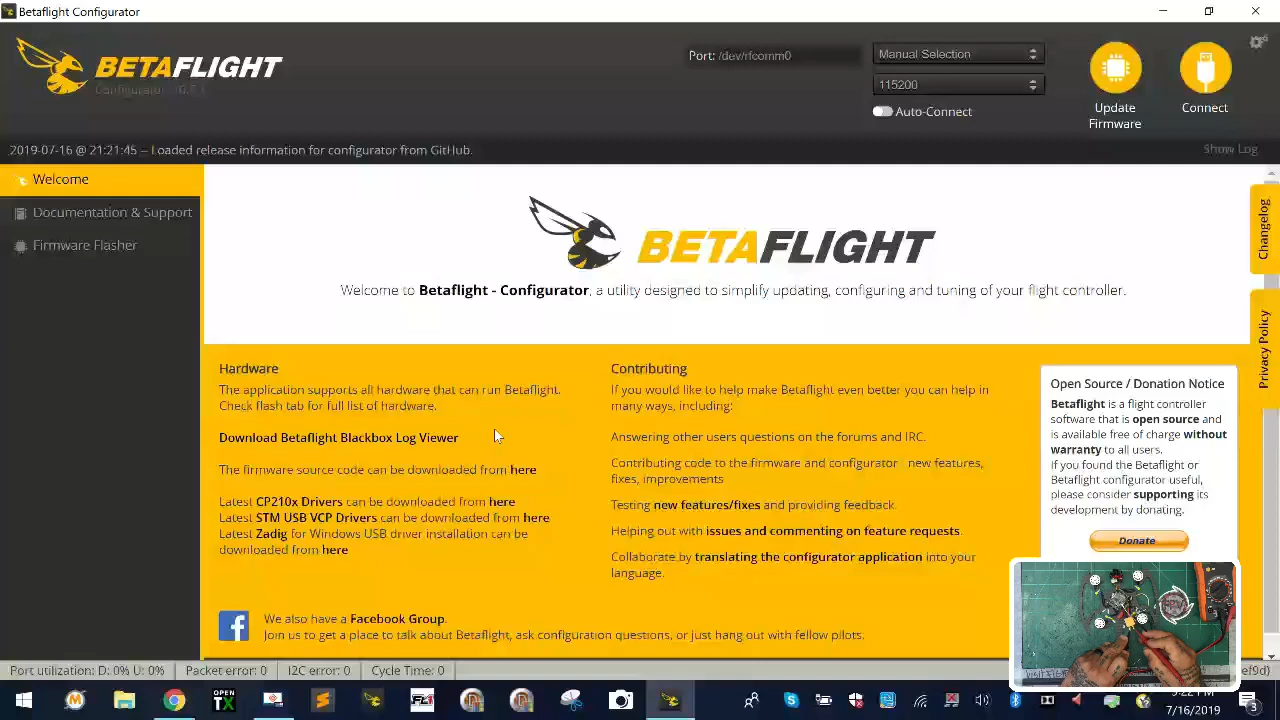 Betaflight Configurator
BETAFLIGHT
Configurator
Port: /dev/rfcomm0
Manual Selection
115200
Auto-Connect
Update
Firmware
Connect
2019-07-16 @ 21:21:45 – Loaded release information for configurator from GitHub.
Show Log
Welcome
Documentation & Support
Firmware Flasher
BETAFLIGHT
Welcome to Betaflight - Configurator, a utility designed to simplify updating, configuring and tuning of your flight controller.
Changelog
Privacy Policy
Hardware
The application supports all hardware that can run Betaflight.
Check flash tab for full list of hardware.
Download Betaflight Blackbox Log Viewer
The firmware source code can be downloaded from here
Latest CP210x Drivers can be downloaded from here
Latest STM USB VCP Drivers can be downloaded from here
Latest Zadig for Windows USB driver installation can be
downloaded from here
Contributing
If you would like to help make Betaflight even better you can help in
many ways, including:
Answering other users questions on the forums and IRC.
Contributing code to the firmware and configurator - new features,
fixes, improvements
Testing new features/fixes and providing feedback.
Helping out with issues and commenting on feature requests.
Collaborate by translating the configurator application into your
language.
Open Source / Donation Notice
Betaflight is a flight controller
software that is open source and
is available free of charge without
warranty to all users.
If you found the Betaflight or
Betaflight configurator useful,
please consider supporting its
development by donating.
Donate
We also have a Facebook Group.
Join us to get a place to talk about Betaflight, ask configuration questions, or just hang out with fellow pilots.
Port utilization: D: 0% U: 0%
Packet error: 0
I2C error: 0
Cycle Time: 0
ef9d)
OPEN
TX
9:22 PM
7/16/2019
3